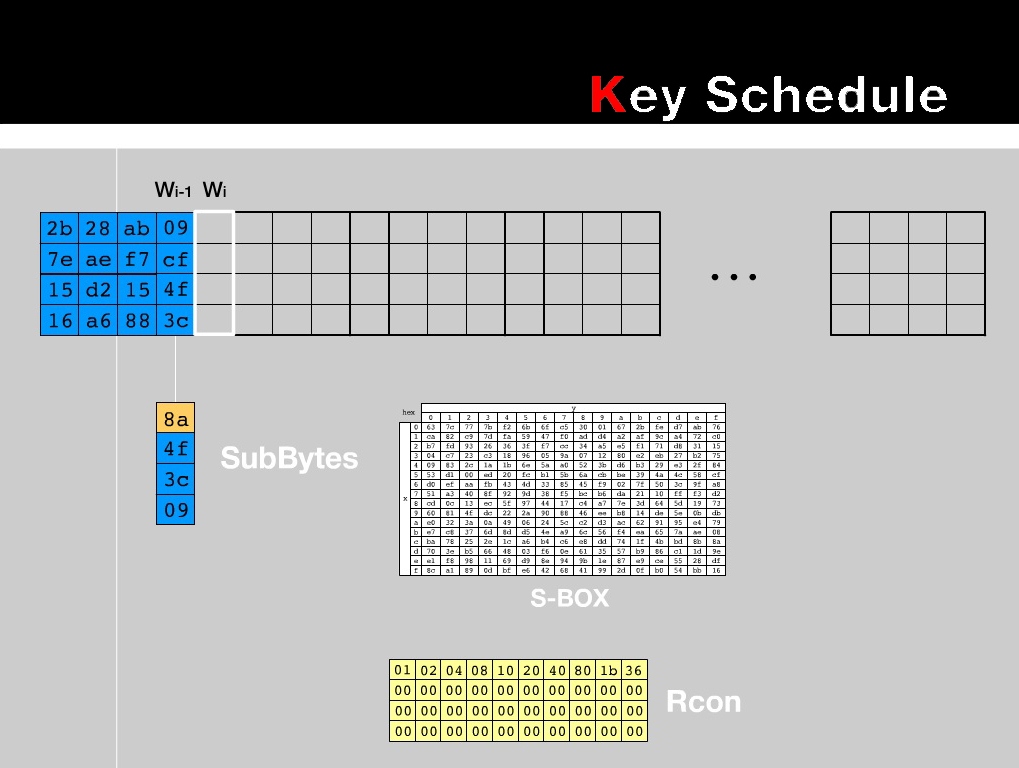 Key Schedule
Wi-1 Wi
2b 28 ab 09
7e ae f7 cf
15 d2 15 4f
16 a6 88 3c
...
8a
4f
3c
09
SubBytes
hex y
0 1 2 3 4 5 6 7 8 9 a b c d e f
x
0 63 7c 77 7b f2 6b 6f c5 30 01 67 2b fe d7 ab 76
1 ca 82 c9 7d fa 59 47 f0 ad d4 a2 af 9c a4 72 c0
2 b7 fd 93 26 36 3f f7 cc 34 a5 e5 f1 71 d8 31 15
3 04 c7 23 c3 18 96 05 9a 07 12 80 e2 eb 27 b2 75
4 09 83 2c 1a 1b 6e 5a a0 52 3b d6 b3 29 e3 2f 84
5 53 d1 00 ed 20 fc b1 5b 6a cb be 39 4a 4c 58 cf
6 d0 ef aa fb 43 4d 33 85 45 f9 02 7f 50 3c 9f a8
7 51 a3 40 8f 92 9d 38 f5 bc b6 da 21 10 ff f3 d2
8 cd 0c 13 ec 5f 97 44 17 c4 a7 7e 3d 64 5d 19 73
9 60 81 4f dc 22 2a 90 88 46 ee b8 14 de 5e 0b db
a e0 32 3a 0a 49 06 24 5c c2 d3 ac 62 91 95 e4 79
b e7 c8 37 6d 8d d5 4e a9 6c 56 f4 ea 65 7a ae 08
c ba 78 25 2e 1c a6 b4 c6 e8 dd 74 1f 4b bd 8b 8a
d 70 3e b5 66 48 03 f6 0e 61 35 57 b9 86 c1 1d 9e
e e1 f8 98 11 69 d9 8e 94 9b 1e 87 e9 ce 55 28 df
f 8c a1 89 0d bf e6 42 68 41 99 2d 0f b0 54 bb 16
S-BOX
01 02 04 08 10 20 40 80 1b 36
00 00 00 00 00 00 00 00 00 00
00 00 00 00 00 00 00 00 00 00
00 00 00 00 00 00 00 00 00 00
Rcon